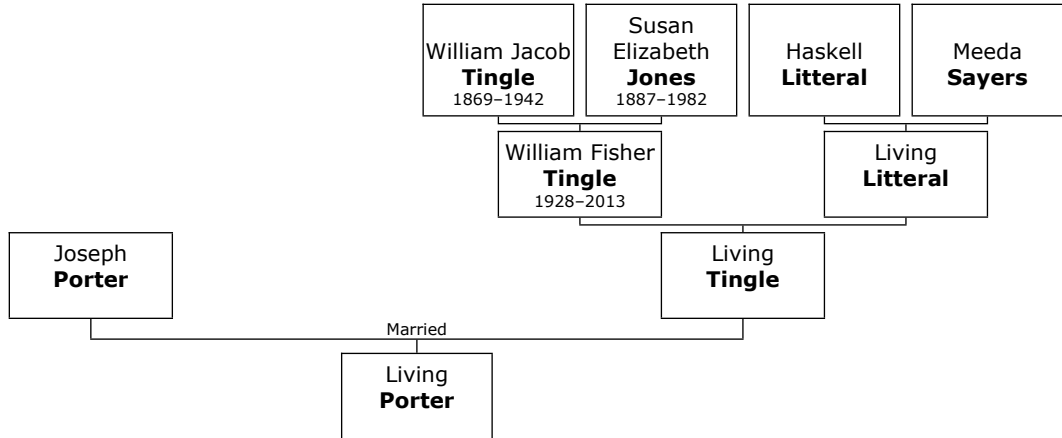 William Jacob
Tingle
1869–1942
Susan
Elizabeth
Jones
1887–1982
Haskell
Litteral
Meeda
Sayers
William Fisher
Tingle
1928–2013
Living
Litteral
Joseph
Porter
Living
Tingle
Married
Living
Porter